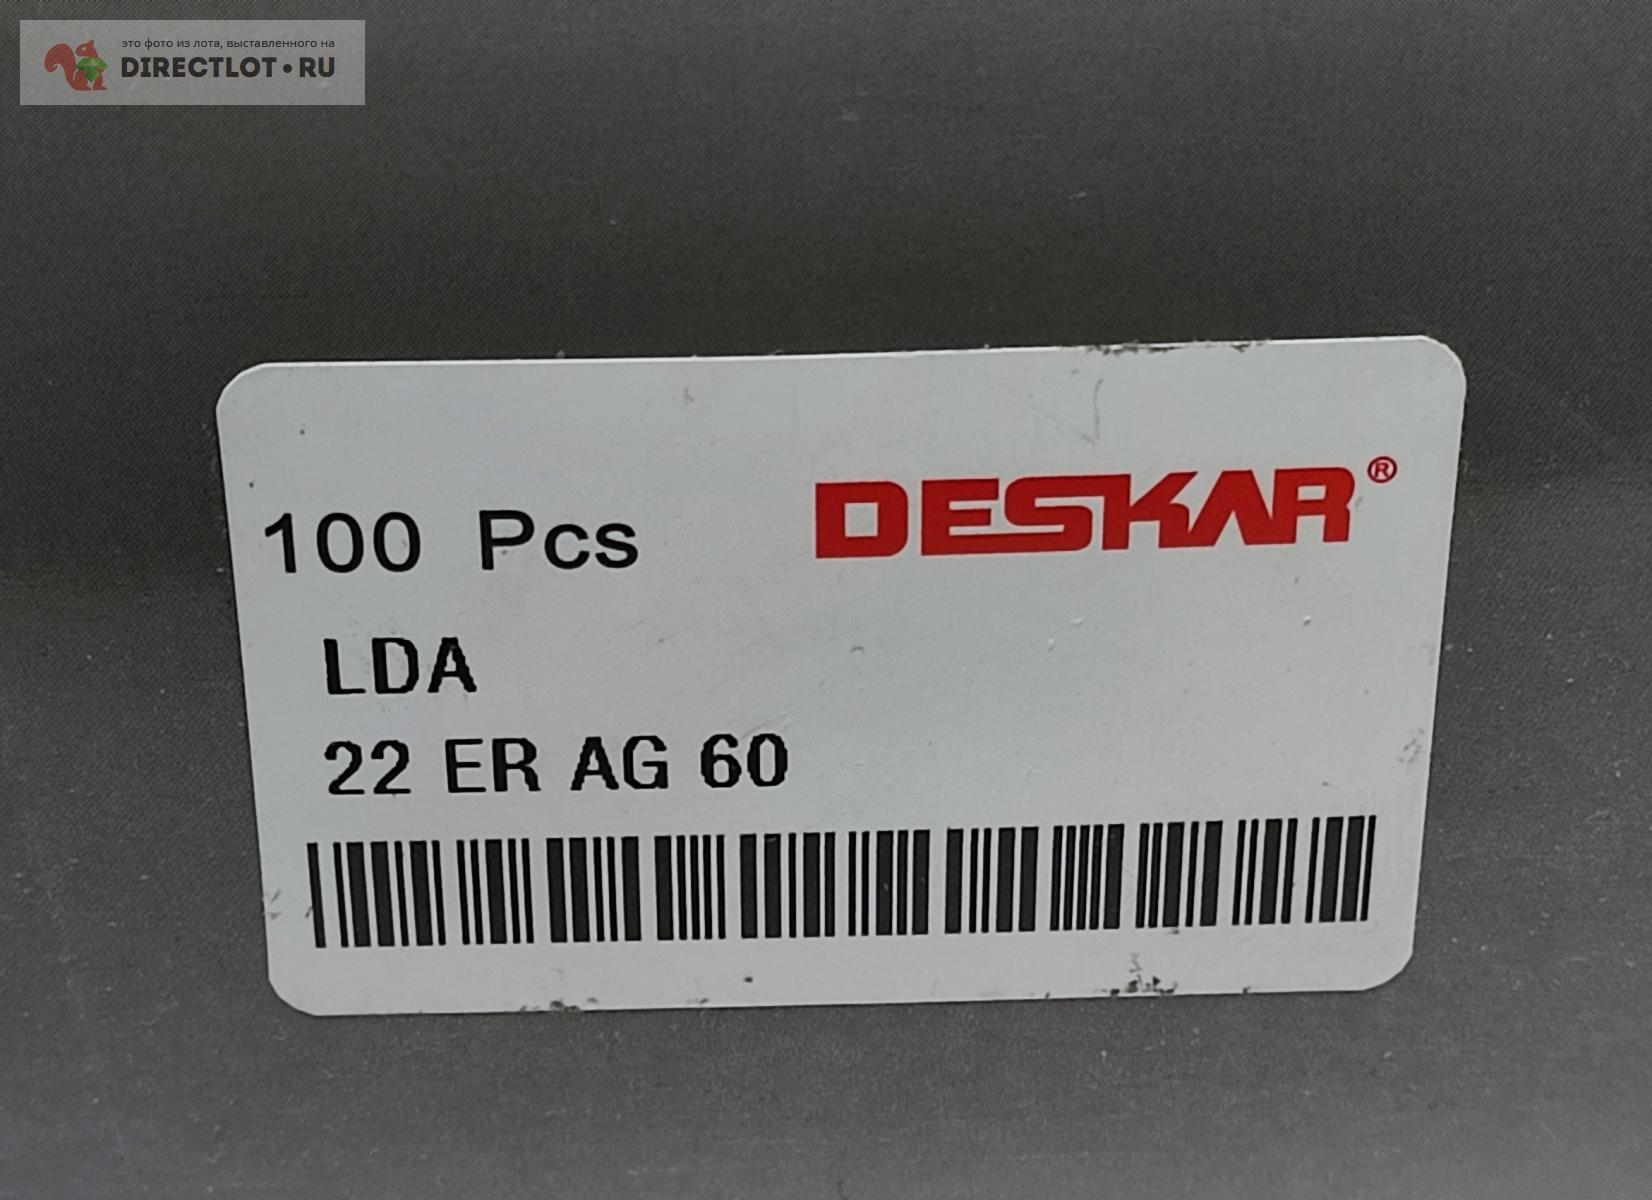 это фото из лота, выставленного на
DIRECTLOT•RU
DESKAR®
100 Pcs
LDA
22 ER AG 60